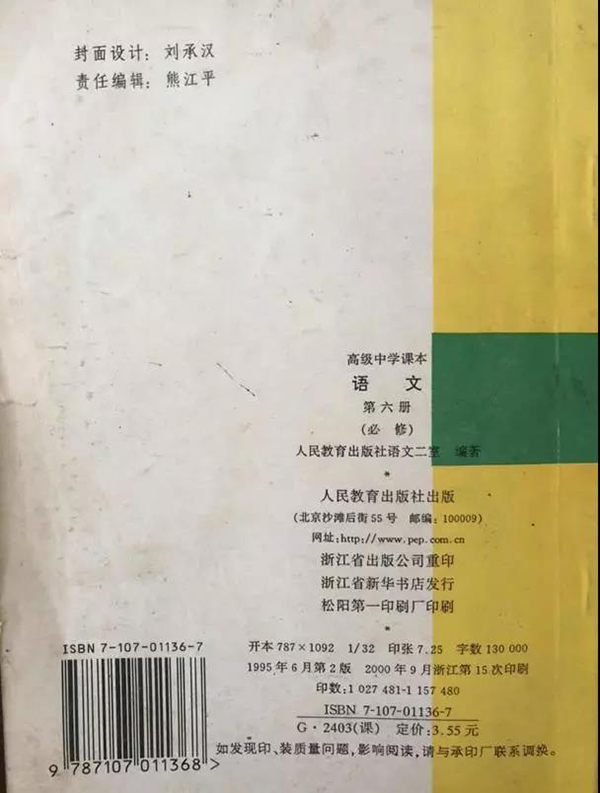 封面设计：刘承汉
责任编辑：熊江平
高级中学课本
语 文
第六册
(必 修)
人民教育出版社语文二室 编著
*
人民教育出版社出版
(北京沙滩后街55号 邮编：100009)
网址:http://www.pep.com.cn
浙江省出版公司重印
浙江省新华书店发行
松阳第一印刷厂印刷
*
开本 787×1092 1/32 印张 7.25 字数 130 000
1995年6月第2版 2000年9月浙江第15次印刷
印数: 1 027 481-1 157 480
ISBN 7-107-01136-7
G·2403(课) 定价: 3.55元
如发现印、装质量问题，影响阅读，请与承印厂联系调换。
ISBN 7-107-01136-7
9 787107 011368 >